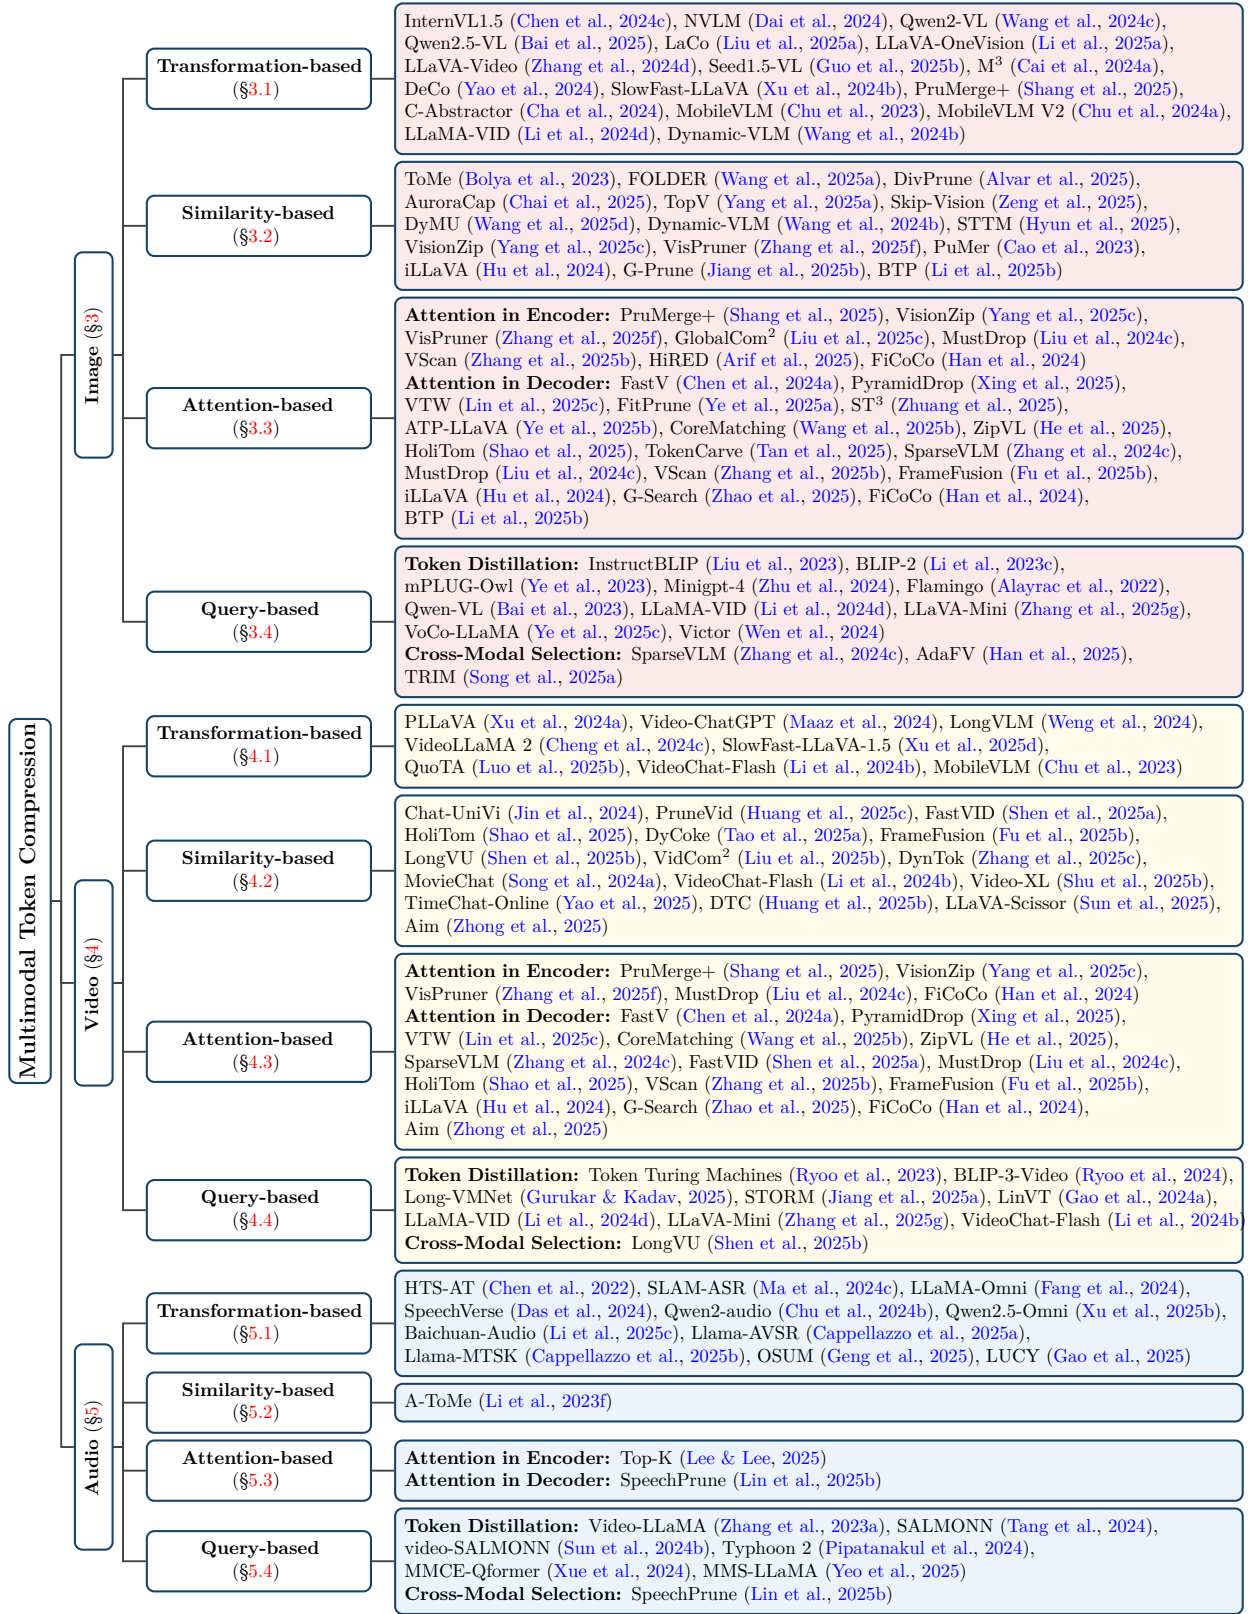 Multimodal Token Compression
Image (§3)
Transformation-based
(§3.1)
InternVL1.5 (Chen et al., 2024c), NVLM (Dai et al., 2024), Qwen2-VL (Wang et al., 2024c),
Qwen2.5-VL (Bai et al., 2025), LaCo (Liu et al., 2025a), LLaVA-OneVision (Li et al., 2025a),
LLaVA-Video (Zhang et al., 2024d), Seed1.5-VL (Guo et al., 2025b), M³ (Cai et al., 2024a),
DeCo (Yao et al., 2024), SlowFast-LLaVA (Xu et al., 2024b), PruMerge+ (Shang et al., 2025),
C-Abstractor (Cha et al., 2024), MobileVLM (Chu et al., 2023), MobileVLM V2 (Chu et al., 2024a),
LLaMA-VID (Li et al., 2024d), Dynamic-VLM (Wang et al., 2024b)
Similarity-based
(§3.2)
ToMe (Bolya et al., 2023), FOLDER (Wang et al., 2025a), DivPrune (Alvar et al., 2025),
AuroraCap (Chai et al., 2025), TopV (Yang et al., 2025a), Skip-Vision (Zeng et al., 2025),
DyMU (Wang et al., 2025d), Dynamic-VLM (Wang et al., 2024b), STTM (Hyun et al., 2025),
VisionZip (Yang et al., 2025c), VisPruner (Zhang et al., 2025f), PuMer (Cao et al., 2023),
iLLaVA (Hu et al., 2024), G-Prune (Jiang et al., 2025b), BTP (Li et al., 2025b)
Attention-based
(§3.3)
Attention in Encoder: PruMerge+ (Shang et al., 2025), VisionZip (Yang et al., 2025c),
VisPruner (Zhang et al., 2025f), GlobalCom² (Liu et al., 2025c), MustDrop (Liu et al., 2024c),
VScan (Zhang et al., 2025b), HiRED (Arif et al., 2025), FiCoCo (Han et al., 2024)
Attention in Decoder: FastV (Chen et al., 2024a), PyramidDrop (Xing et al., 2025),
VTW (Lin et al., 2025c), FitPrune (Ye et al., 2025a), ST³ (Zhuang et al., 2025),
ATP-LLaVA (Ye et al., 2025b), CoreMatching (Wang et al., 2025b), ZipVL (He et al., 2025),
HoliTom (Shao et al., 2025), TokenCarve (Tan et al., 2025), SparseVLM (Zhang et al., 2024c),
MustDrop (Liu et al., 2024c), VScan (Zhang et al., 2025b), FrameFusion (Fu et al., 2025b),
iLLaVA (Hu et al., 2024), G-Search (Zhao et al., 2025), FiCoCo (Han et al., 2024),
BTP (Li et al., 2025b)
Query-based
(§3.4)
Token Distillation: InstructBLIP (Liu et al., 2023), BLIP-2 (Li et al., 2023c),
mPLUG-Owl (Ye et al., 2023), Minigpt-4 (Zhu et al., 2024), Flamingo (Alayrac et al., 2022),
Qwen-VL (Bai et al., 2023), LLaMA-VID (Li et al., 2024d), LLaVA-Mini (Zhang et al., 2025g),
VoCo-LLaMA (Ye et al., 2025c), Victor (Wen et al., 2024)
Cross-Modal Selection: SparseVLM (Zhang et al., 2024c), AdaFV (Han et al., 2025),
TRIM (Song et al., 2025a)
Video (§4)
Transformation-based
(§4.1)
PLLaVA (Xu et al., 2024a), Video-ChatGPT (Maaz et al., 2024), LongVLM (Weng et al., 2024),
VideoLLaMA 2 (Cheng et al., 2024c), SlowFast-LLaVA-1.5 (Xu et al., 2025d),
QuoTA (Luo et al., 2025b), VideoChat-Flash (Li et al., 2024b), MobileVLM (Chu et al., 2023)
Similarity-based
(§4.2)
Chat-UniVi (Jin et al., 2024), PruneVid (Huang et al., 2025c), FastVID (Shen et al., 2025a),
HoliTom (Shao et al., 2025), DyCoke (Tao et al., 2025a), FrameFusion (Fu et al., 2025b),
LongVU (Shen et al., 2025b), VidCom² (Liu et al., 2025b), DynTok (Zhang et al., 2025c),
MovieChat (Song et al., 2024a), VideoChat-Flash (Li et al., 2024b), Video-XL (Shu et al., 2025b),
TimeChat-Online (Yao et al., 2025), DTC (Huang et al., 2025b), LLaVA-Scissor (Sun et al., 2025),
Aim (Zhong et al., 2025)
Attention-based
(§4.3)
Attention in Encoder: PruMerge+ (Shang et al., 2025), VisionZip (Yang et al., 2025c),
VisPruner (Zhang et al., 2025f), MustDrop (Liu et al., 2024c), FiCoCo (Han et al., 2024)
Attention in Decoder: FastV (Chen et al., 2024a), PyramidDrop (Xing et al., 2025),
VTW (Lin et al., 2025c), CoreMatching (Wang et al., 2025b), ZipVL (He et al., 2025),
SparseVLM (Zhang et al., 2024c), FastVID (Shen et al., 2025a), MustDrop (Liu et al., 2024c),
HoliTom (Shao et al., 2025), VScan (Zhang et al., 2025b), FrameFusion (Fu et al., 2025b),
iLLaVA (Hu et al., 2024), G-Search (Zhao et al., 2025), FiCoCo (Han et al., 2024),
Aim (Zhong et al., 2025)
Query-based
(§4.4)
Token Distillation: Token Turing Machines (Ryoo et al., 2023), BLIP-3-Video (Ryoo et al., 2024),
Long-VMNet (Gurukar & Kadav, 2025), STORM (Jiang et al., 2025a), LinVT (Gao et al., 2024a),
LLaMA-VID (Li et al., 2024d), LLaVA-Mini (Zhang et al., 2025g), VideoChat-Flash (Li et al., 2024b)
Cross-Modal Selection: LongVU (Shen et al., 2025b)
Audio (§5)
Transformation-based
(§5.1)
HTS-AT (Chen et al., 2022), SLAM-ASR (Ma et al., 2024c), LLaMA-Omni (Fang et al., 2024),
SpeechVerse (Das et al., 2024), Qwen2-audio (Chu et al., 2024b), Qwen2.5-Omni (Xu et al., 2025b),
Baichuan-Audio (Li et al., 2025c), Llama-AVSR (Cappellazzo et al., 2025a),
Llama-MTSK (Cappellazzo et al., 2025b), OSUM (Geng et al., 2025), LUCY (Gao et al., 2025)
Similarity-based
(§5.2)
A-ToMe (Li et al., 2023f)
Attention-based
(§5.3)
Attention in Encoder: Top-K (Lee & Lee, 2025)
Attention in Decoder: SpeechPrune (Lin et al., 2025b)
Query-based
(§5.4)
Token Distillation: Video-LLaMA (Zhang et al., 2023a), SALMONN (Tang et al., 2024),
video-SALMONN (Sun et al., 2024b), Typhoon 2 (Pipatanakul et al., 2024),
MMCE-Qformer (Xue et al., 2024), MMS-LLaMA (Yeo et al., 2025)
Cross-Modal Selection: SpeechPrune (Lin et al., 2025b)